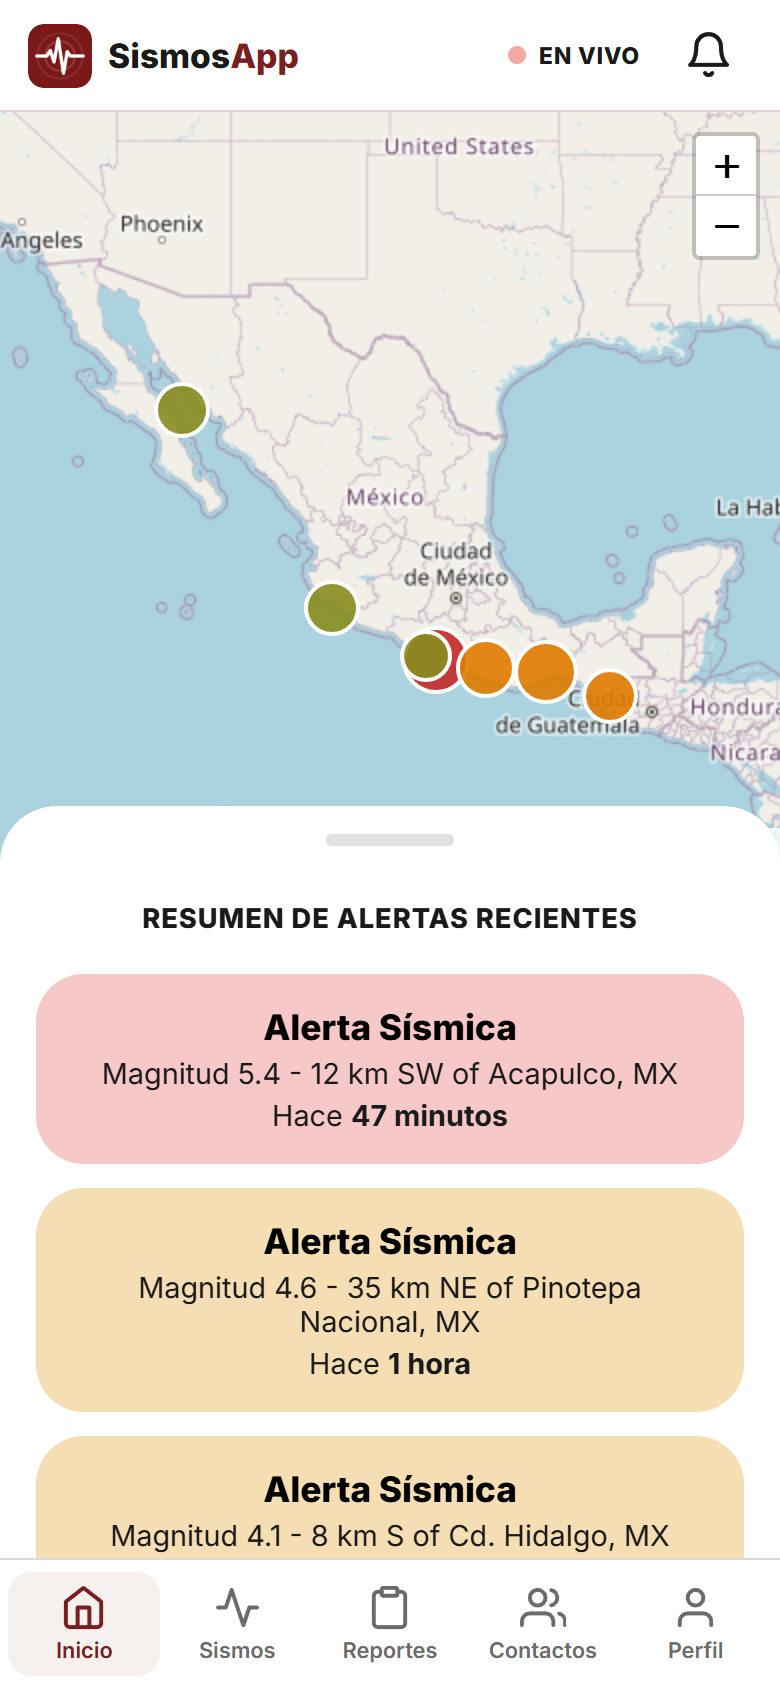 SismosApp
EN VIVO
United States
+
Phoenix
Angeles
−
México
La Hab
Ciudad
de México
Ciudad
de Guatemala
Hondura
Nicara
RESUMEN DE ALERTAS RECIENTES
Alerta Sísmica
Magnitud 5.4 - 12 km SW of Acapulco, MX
Hace 47 minutos
Alerta Sísmica
Magnitud 4.6 - 35 km NE of Pinotepa
Nacional, MX
Hace 1 hora
Alerta Sísmica
Magnitud 4.1 - 8 km S of Cd. Hidalgo, MX
Inicio
Sismos
Reportes
Contactos
Perfil